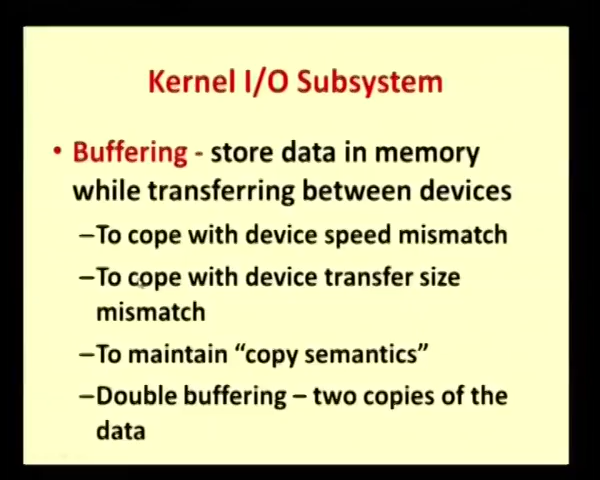 Kernel I/O Subsystem
• Buffering - store data in memory
while transferring between devices
–To cope with device speed mismatch
–To cope with device transfer size
mismatch
–To maintain “copy semantics”
–Double buffering – two copies of the
data